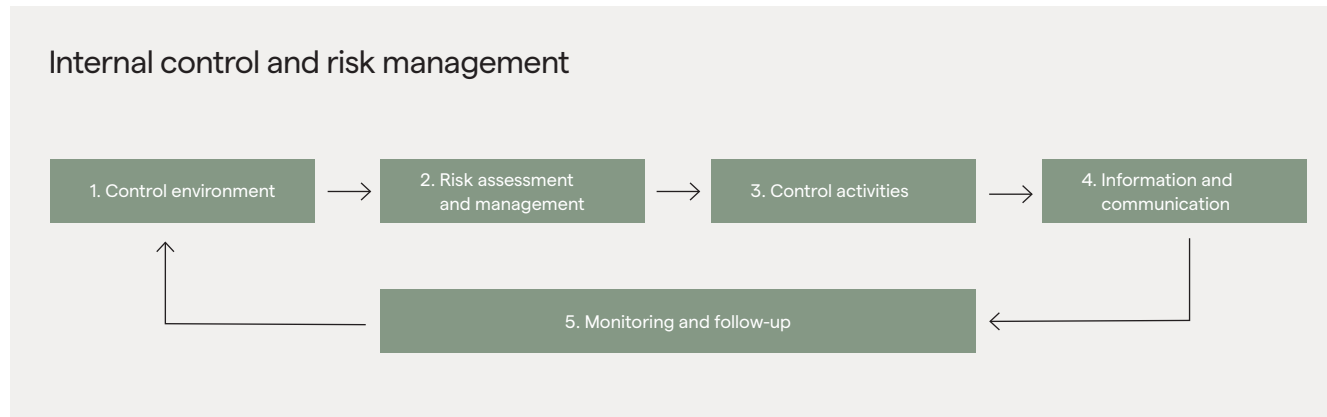 Internal control and risk management
1. Control environment
2. Risk assessment
and management
3. Control activities
4. Information and
communication
5. Monitoring and follow-up